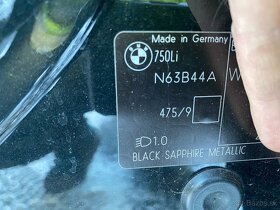 Made in Germany
750Li
N63B44A
475/9
1.0
BLACK SAPPHIRE METALLIC